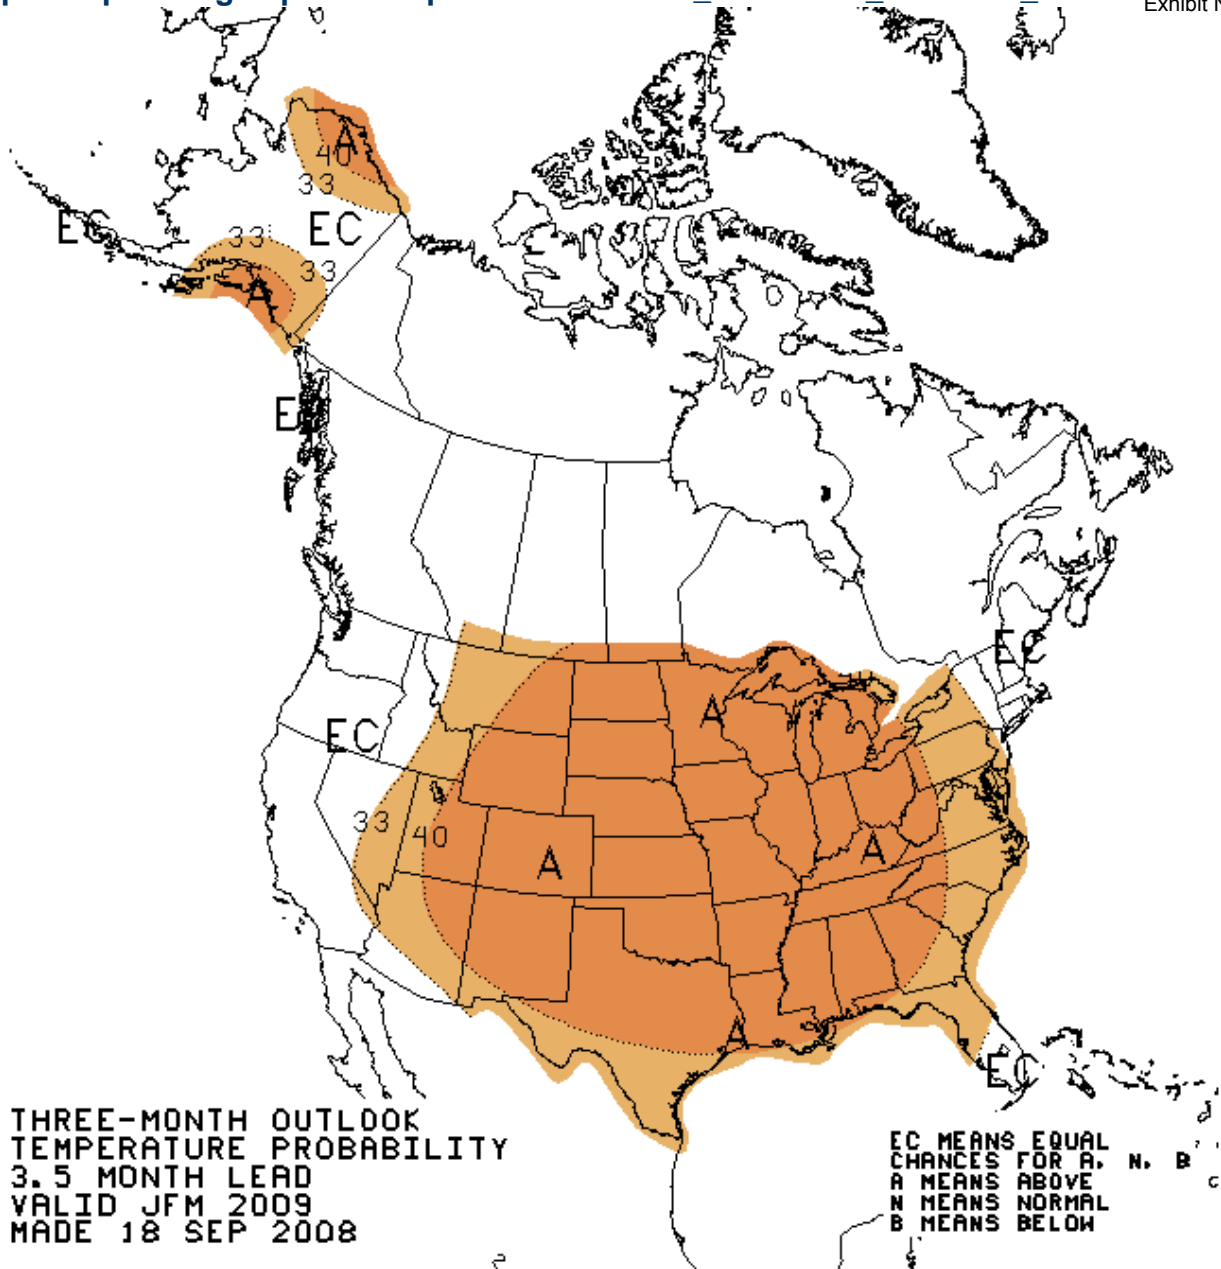 Exhibit
A
40
33
EC
33
EC
33
A
EC
EC
A
EC
33
40
A
A
A
EC
THREE-MONTH OUTLOOK
TEMPERATURE PROBABILITY
3.5 MONTH LEAD
VALID JFM 2009
MADE 18 SEP 2008
EC MEANS EQUAL
CHANCES FOR A, N, B
A MEANS ABOVE
N MEANS NORMAL
B MEANS BELOW